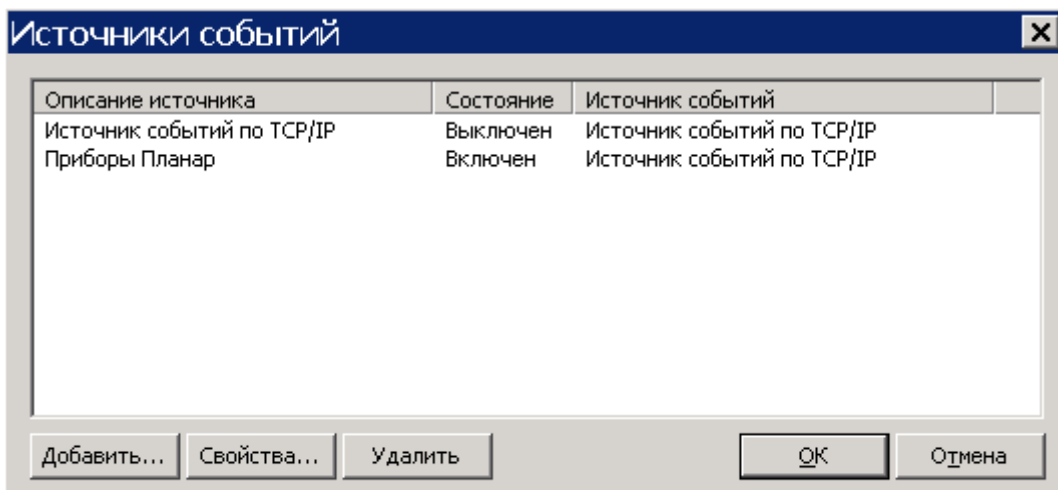 Источники событий
Описание источника Состояние Источник событий
Источник событий по TCP/IP Выключен Источник событий по TCP/IP
Приборы Планар Включен Источник событий по TCP/IP
Добавить... Свойства... Удалить OK Отмена